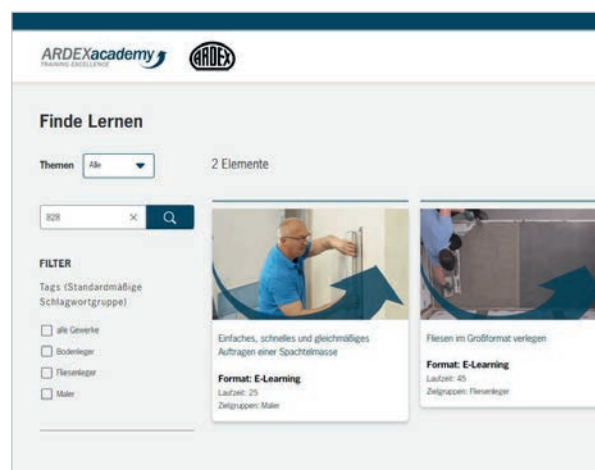 ARDEXacademy
TRAINING EXCELLENCE
ARDEX
Finde Lernen
Themen
Alle
2 Elemente
828
FILTER
Tags (Standardmäßige
Schlagwortgruppe)
alle Gewerke
Bodenleger
Fliesenleger
Maler
Einfaches, schnelles und gleichmäßiges
Auftragen einer Spachtelmasse
Format: E-Learning
Laufzeit: 25
Zielgruppen: Maler
Fliesen im Großformat verlegen
Format: E-Learning
Laufzeit: 45
Zielgruppen: Fliesenleger